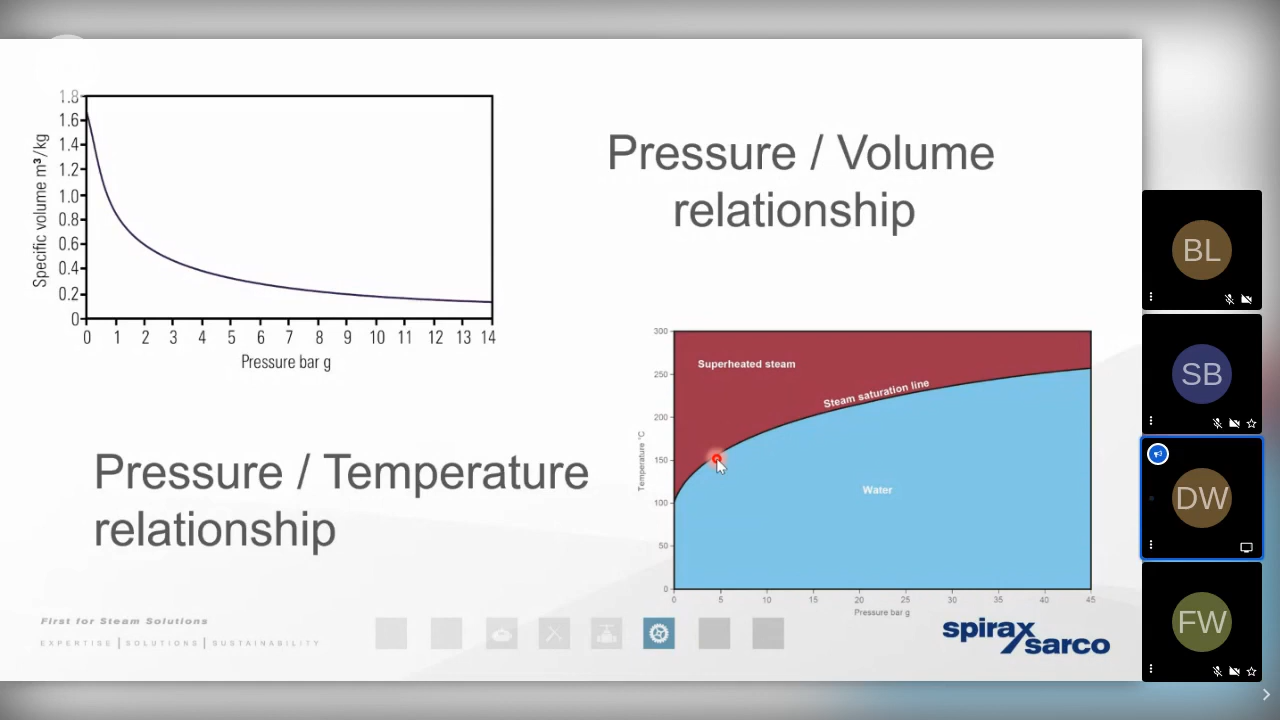 1.8
1.6
1.4
1.2
1.0
0.8
0.6
0.4
0.2
0
Specific volume m³/kg
0 1 2 3 4 5 6 7 8 9 10 11 12 13 14
Pressure bar g
Pressure / Volume
relationship
Pressure / Temperature
relationship
300
250
200
150
100
50
0
Temperature °C
Superheated steam
Steam saturation line
Water
0 5 10 15 20 25 30 35 40 45
Pressure bar g
First for Steam Solutions
EXPERTISE | SOLUTIONS | SUSTAINABILITY
spirax
sarco
BL
SB
DW
FW